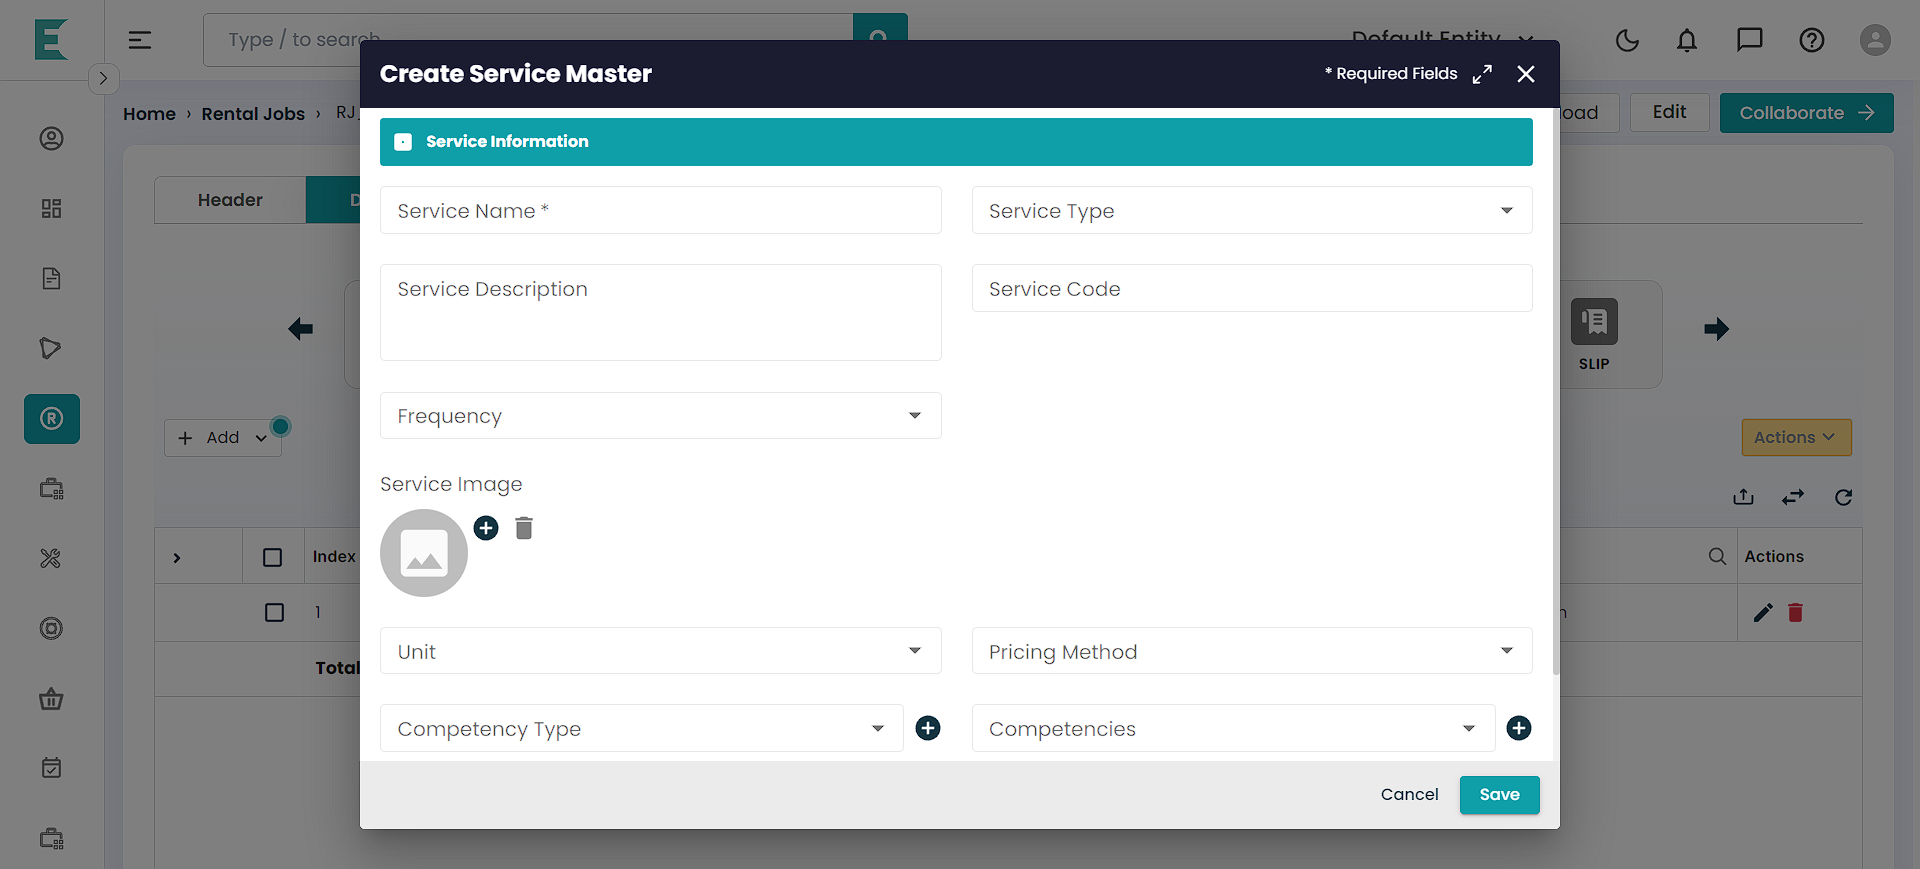 Type / to search
Default Entity
Create Service Master
* Required Fields
Home › Rental Jobs › RJ
oad
Edit
Collaborate
Service Information
Header
D
Service Name *
Service Type
Service Description
Service Code
SLIP
Frequency
Add
Actions
Service Image
Index
Actions
1
n
Total
Unit
Pricing Method
Competency Type
Competencies
Cancel
Save